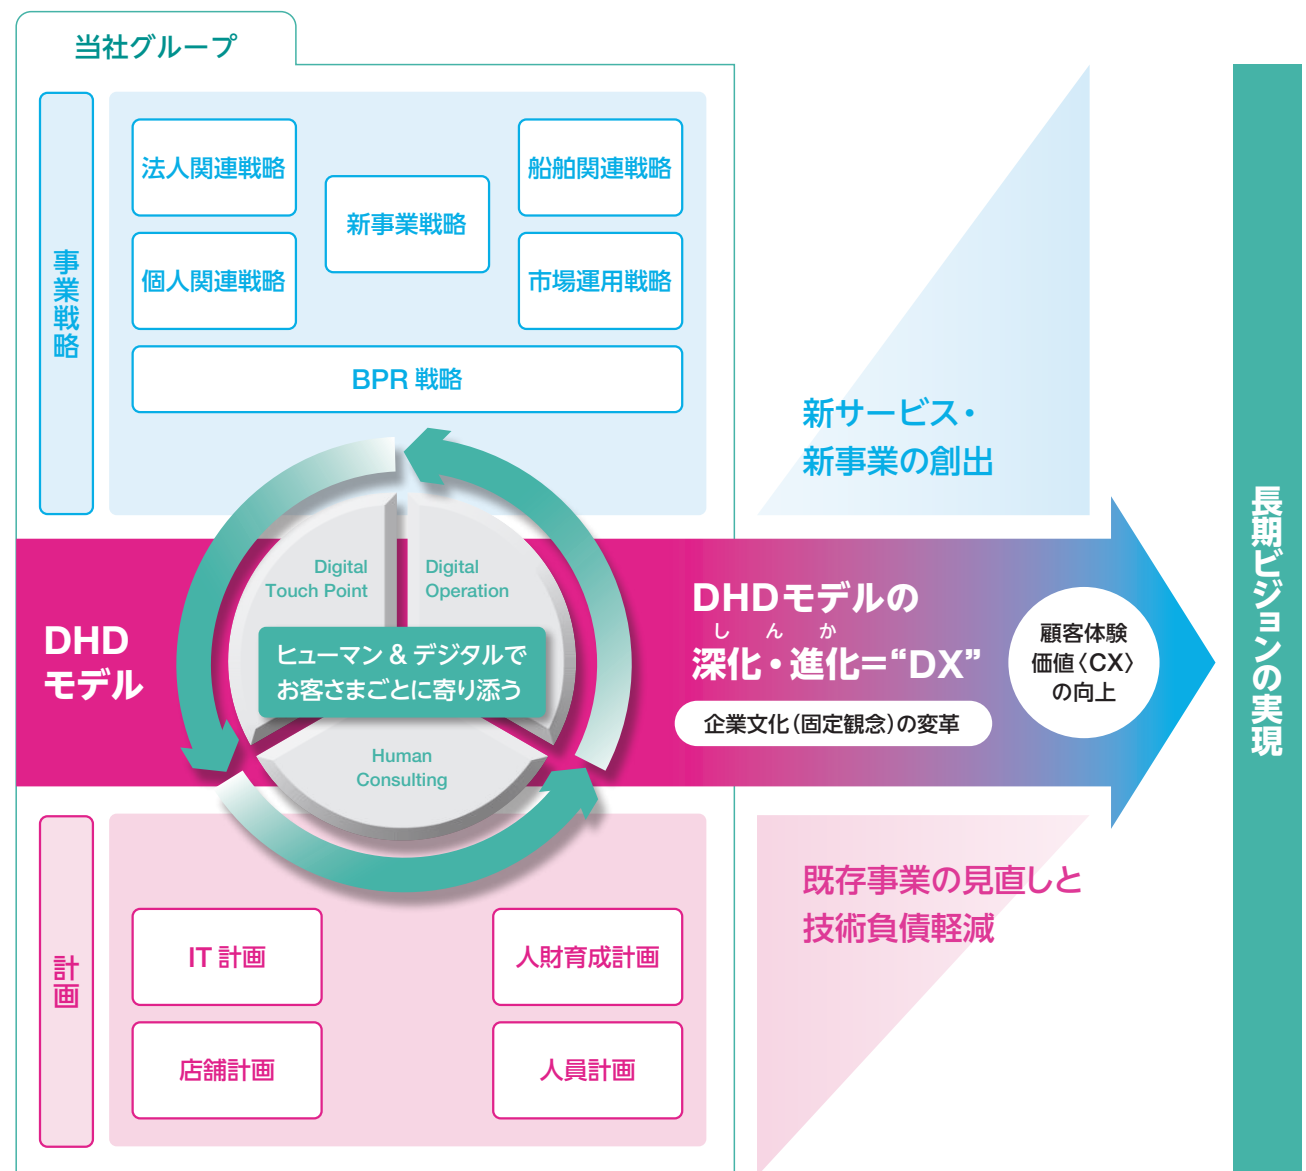 当社グループ
事業戦略
法人関連戦略
船舶関連戦略
新事業戦略
個人関連戦略
市場運用戦略
BPR 戦略
新サービス・
新事業の創出
DHD
モデル
Digital
Touch Point
Digital
Operation
ヒューマン & デジタルで
お客さまごとに寄り添う
Human
Consulting
DHDモデルの
しんか
深化・進化=“DX”
企業文化(固定観念)の変革
顧客体験
価値〈CX〉
の向上
長期ビジョンの実現
計画
IT 計画
人財育成計画
店舗計画
人員計画
既存事業の見直しと
技術負債軽減